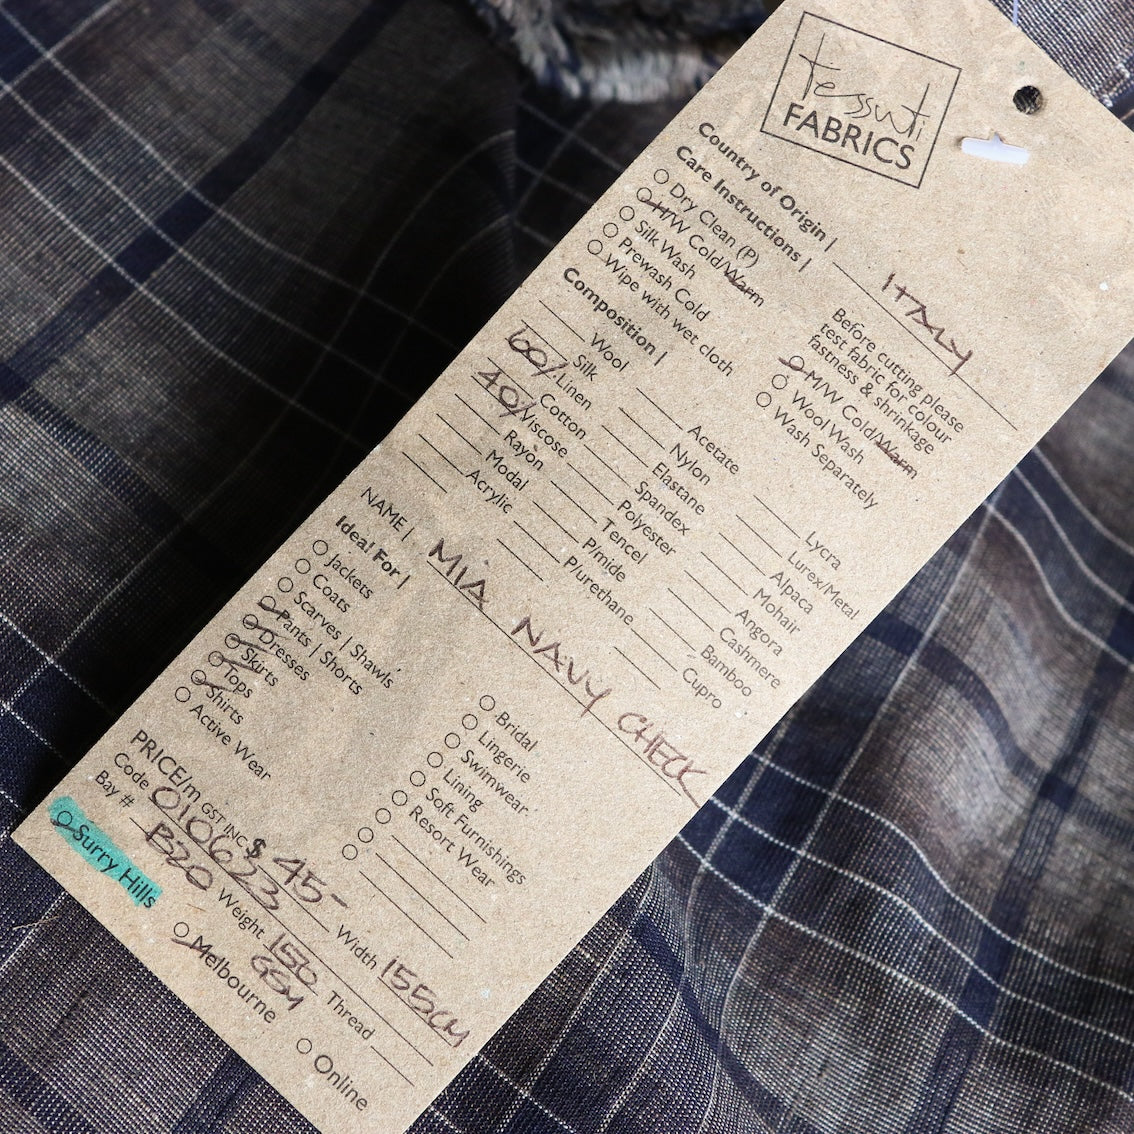 tessuti
FABRICS
Country of Origin | ITALY
Care Instructions |
Dry Clean (P)
H/W Cold/Warm
Silk Wash
Prewash Cold
Wipe with wet cloth
Before cutting please
test fabric for colour
fastness & shrinkage
M/W Cold/Warm
Wool Wash
Wash Separately
Composition |
Wool
Silk
60/ Linen
Cotton
40/ Viscose
Rayon
Modal
Acrylic
Acetate
Nylon
Elastane
Spandex
Polyester
Tencel
P/mide
P/urethane
Lycra
Lurex/Metal
Alpaca
Mohair
Angora
Cashmere
Bamboo
Cupro
NAME | MIA NAVY CHECK
Ideal For |
Jackets
Coats
Scarves | Shawls
Pants | Shorts
Dresses
Skirts
Tops
Shirts
Active Wear
Bridal
Lingerie
Swimwear
Lining
Soft Furnishings
Resort Wear
PRICE/m GST INC $ 45- Width 155CM
Code 010623 Weight 150 GSM Thread
Bay # B20
Surry Hills
Melbourne
Online